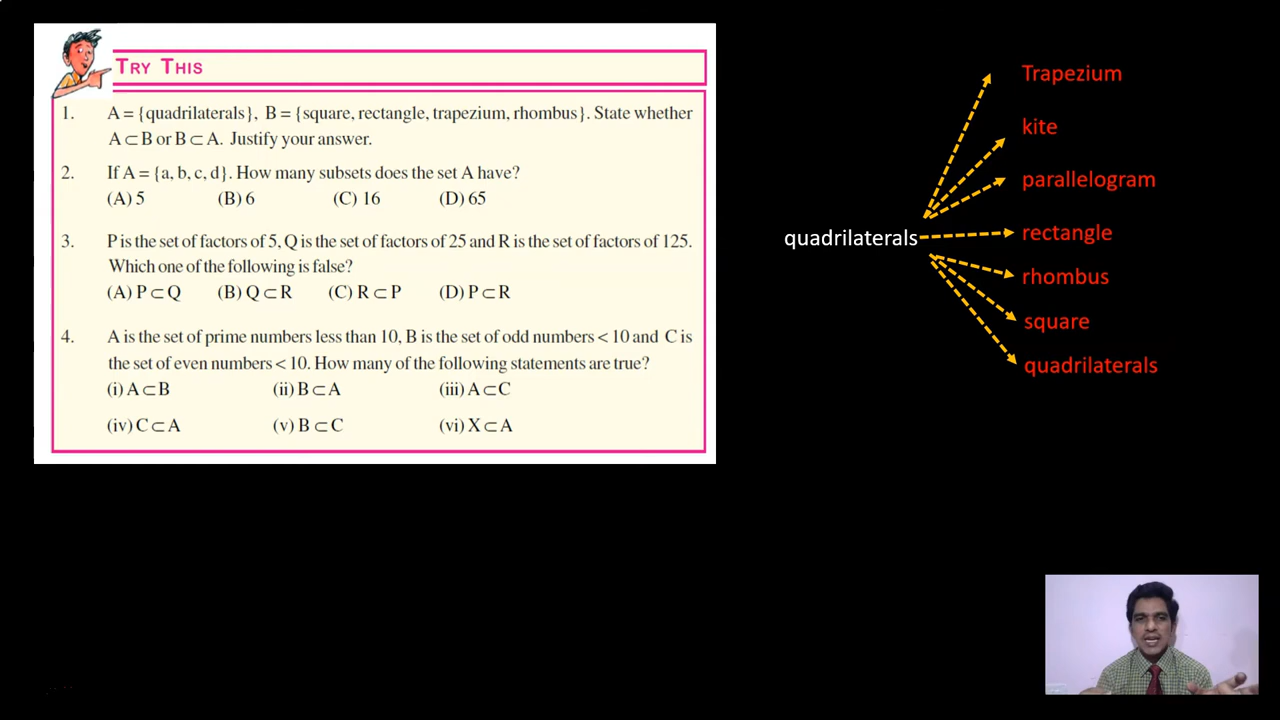 TRY THIS
1. A = {quadrilaterals}, B = {square, rectangle, trapezium, rhombus}. State whether
A⊂B or B⊂A. Justify your answer.
2. If A = {a, b, c, d}. How many subsets does the set A have?
(A) 5 (B) 6 (C) 16 (D) 65
3. P is the set of factors of 5, Q is the set of factors of 25 and R is the set of factors of 125.
Which one of the following is false?
(A) P⊂Q (B) Q⊂R (C) R⊂P (D) P⊂R
4. A is the set of prime numbers less than 10, B is the set of odd numbers < 10 and C is
the set of even numbers < 10. How many of the following statements are true?
(i) A⊂B (ii) B⊂A (iii) A⊂C
(iv) C⊂A (v) B⊂C (vi) X⊂A
quadrilaterals
Trapezium
kite
parallelogram
rectangle
rhombus
square
quadrilaterals